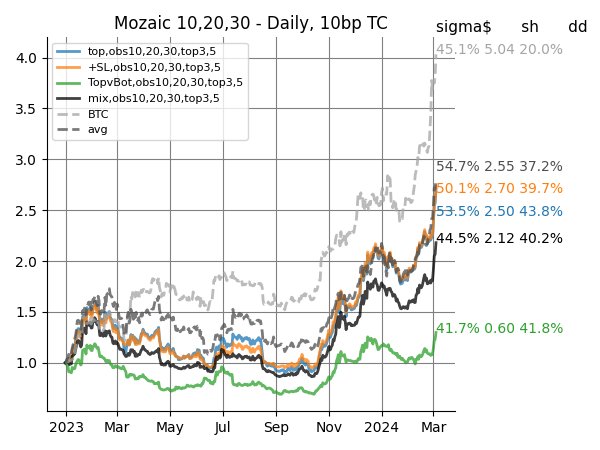 Mozaic 10,20,30 - Daily, 10bp TC
sigma$ sh dd
top,obs10,20,30,top3,5
+SL,obs10,20,30,top3,5
TopvBot,obs10,20,30,top3,5
mix,obs10,20,30,top3,5
BTC
avg
45.1% 5.04 20.0%
54.7% 2.55 37.2%
50.1% 2.70 39.7%
53.5% 2.50 43.8%
44.5% 2.12 40.2%
41.7% 0.60 41.8%
4.0
3.5
3.0
2.5
2.0
1.5
1.0
2023 Mar May Jul Sep Nov 2024 Mar